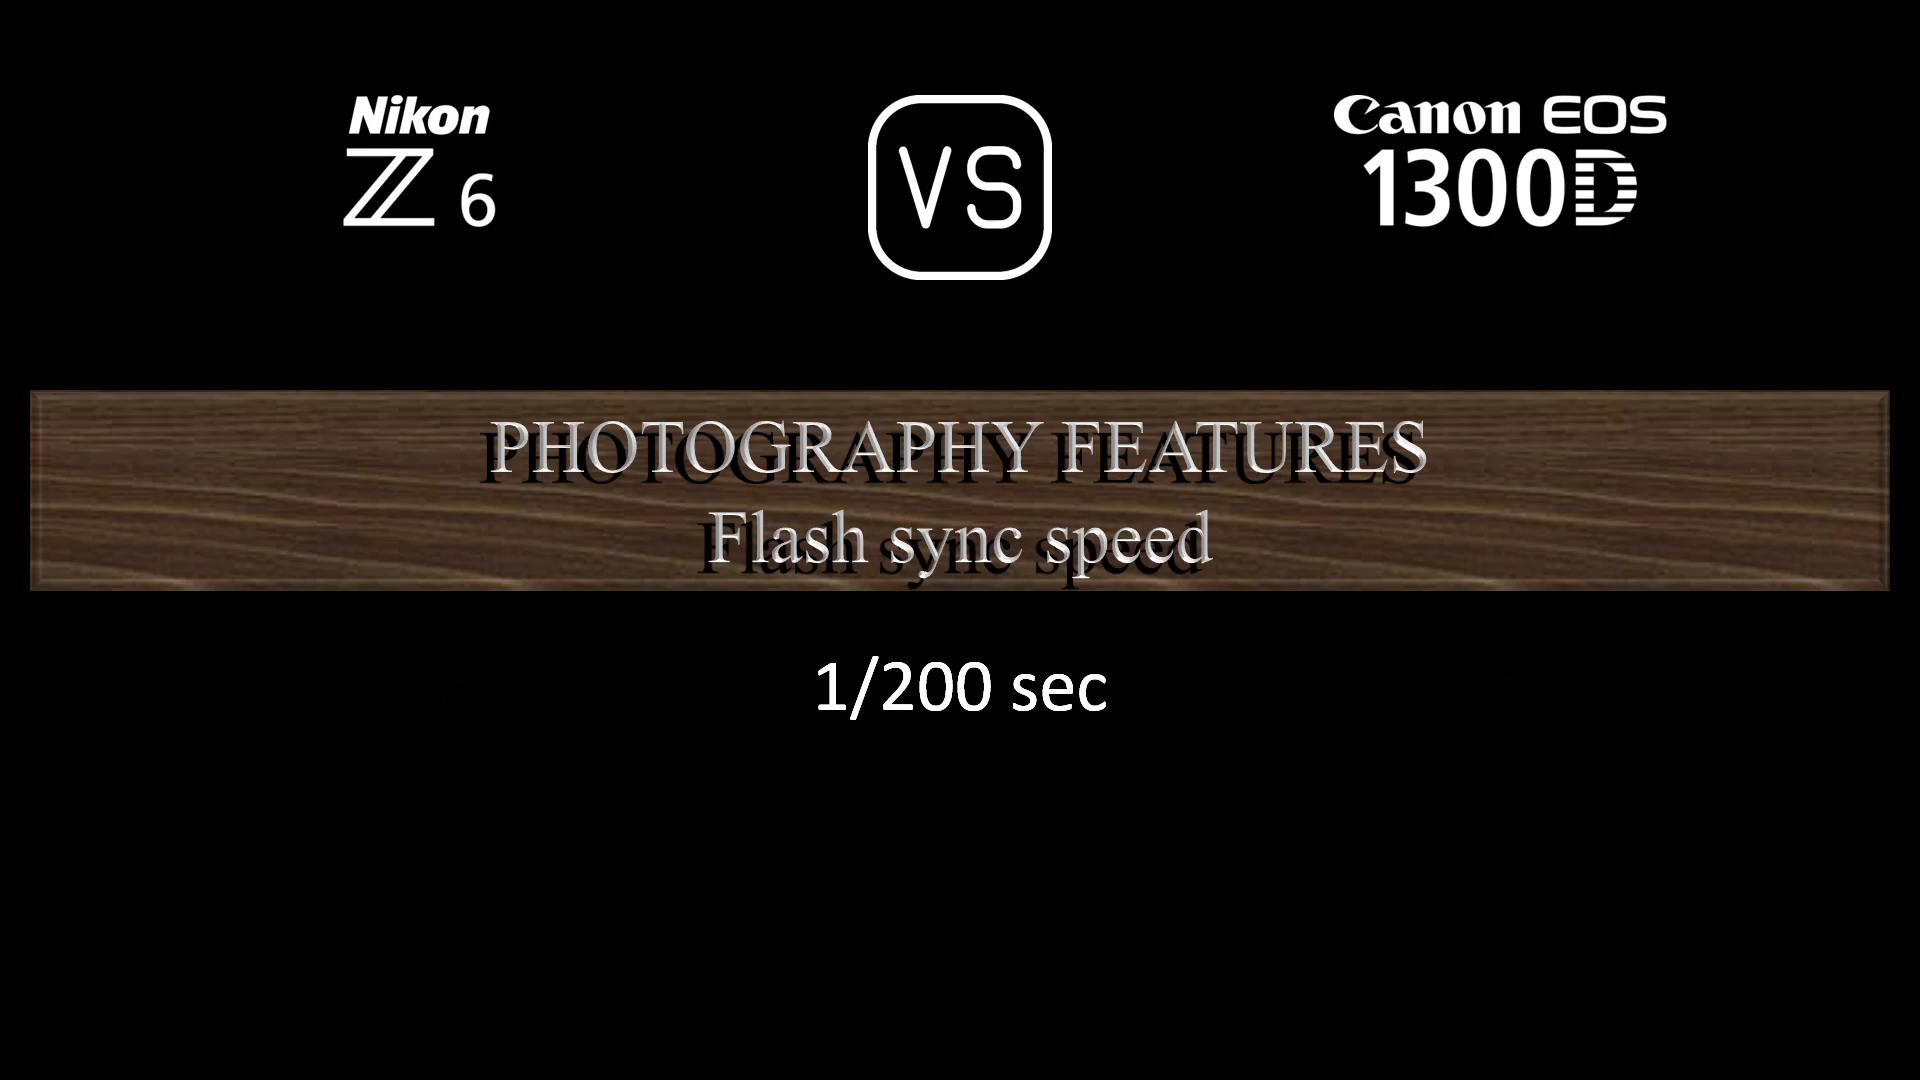 Nikon
Z 6
VS
Canon EOS
1300D
PHOTOGRAPHY FEATURES
Flash sync speed
1/200 sec